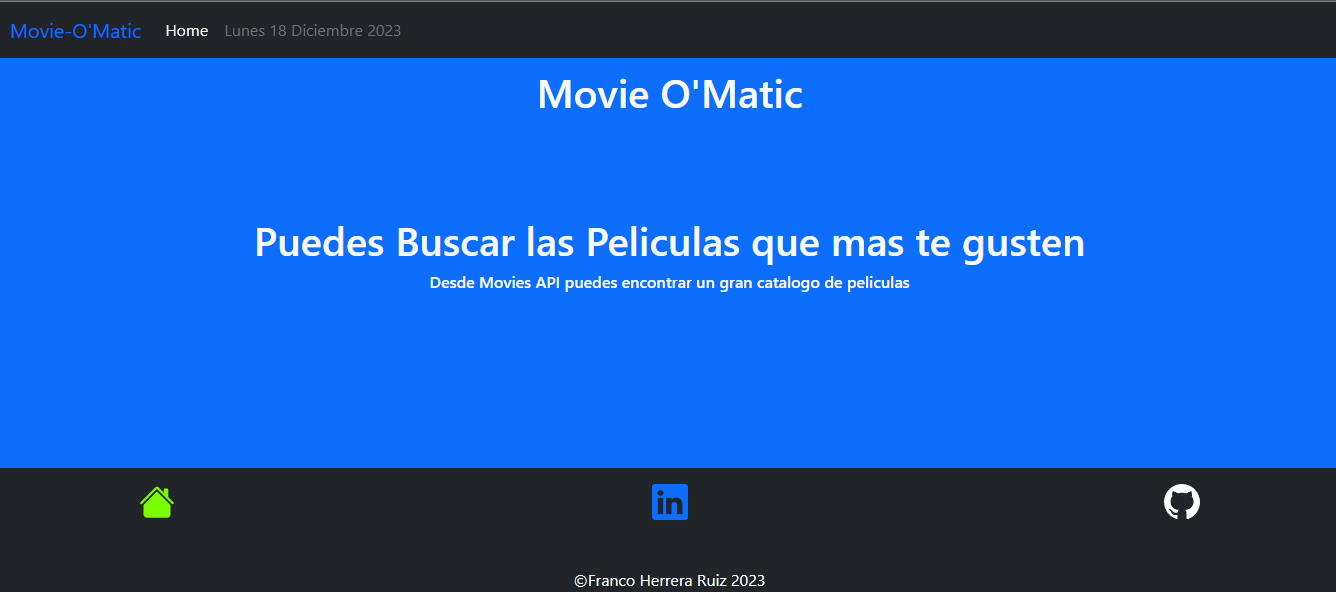 Movie-O'Matic Home Lunes 18 Diciembre 2023
Movie O'Matic
Puedes Buscar las Peliculas que mas te gusten
Desde Movies API puedes encontrar un gran catalogo de peliculas
in
©Franco Herrera Ruiz 2023